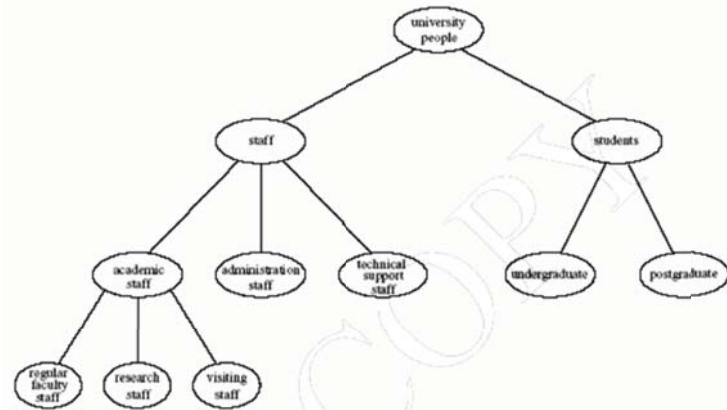 university
people
staff
students
academic
staff
administration
staff
technical
support
staff
undergraduate
postgraduate
regular
faculty
staff
research
staff
visiting
staff
COPY